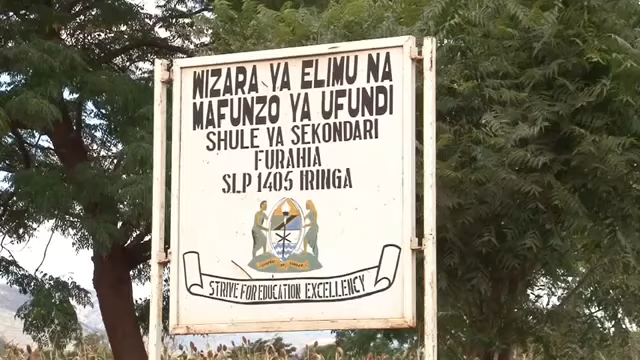 WIZARA YA ELIMU NA
MAFUNZO YA UFUNDI
SHULE YA SEKONDARI
FURAHIA
SLP 1405 IRINGA
STRIVE FOR EDUCATION EXCELLENCY